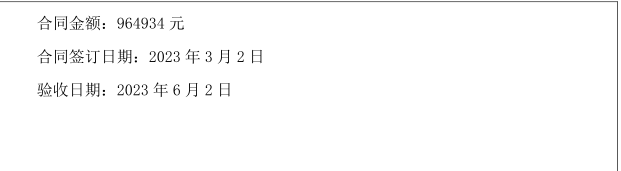 合同金额：964934 元
合同签订日期：2023 年 3 月 2 日
验收日期：2023 年 6 月 2 日